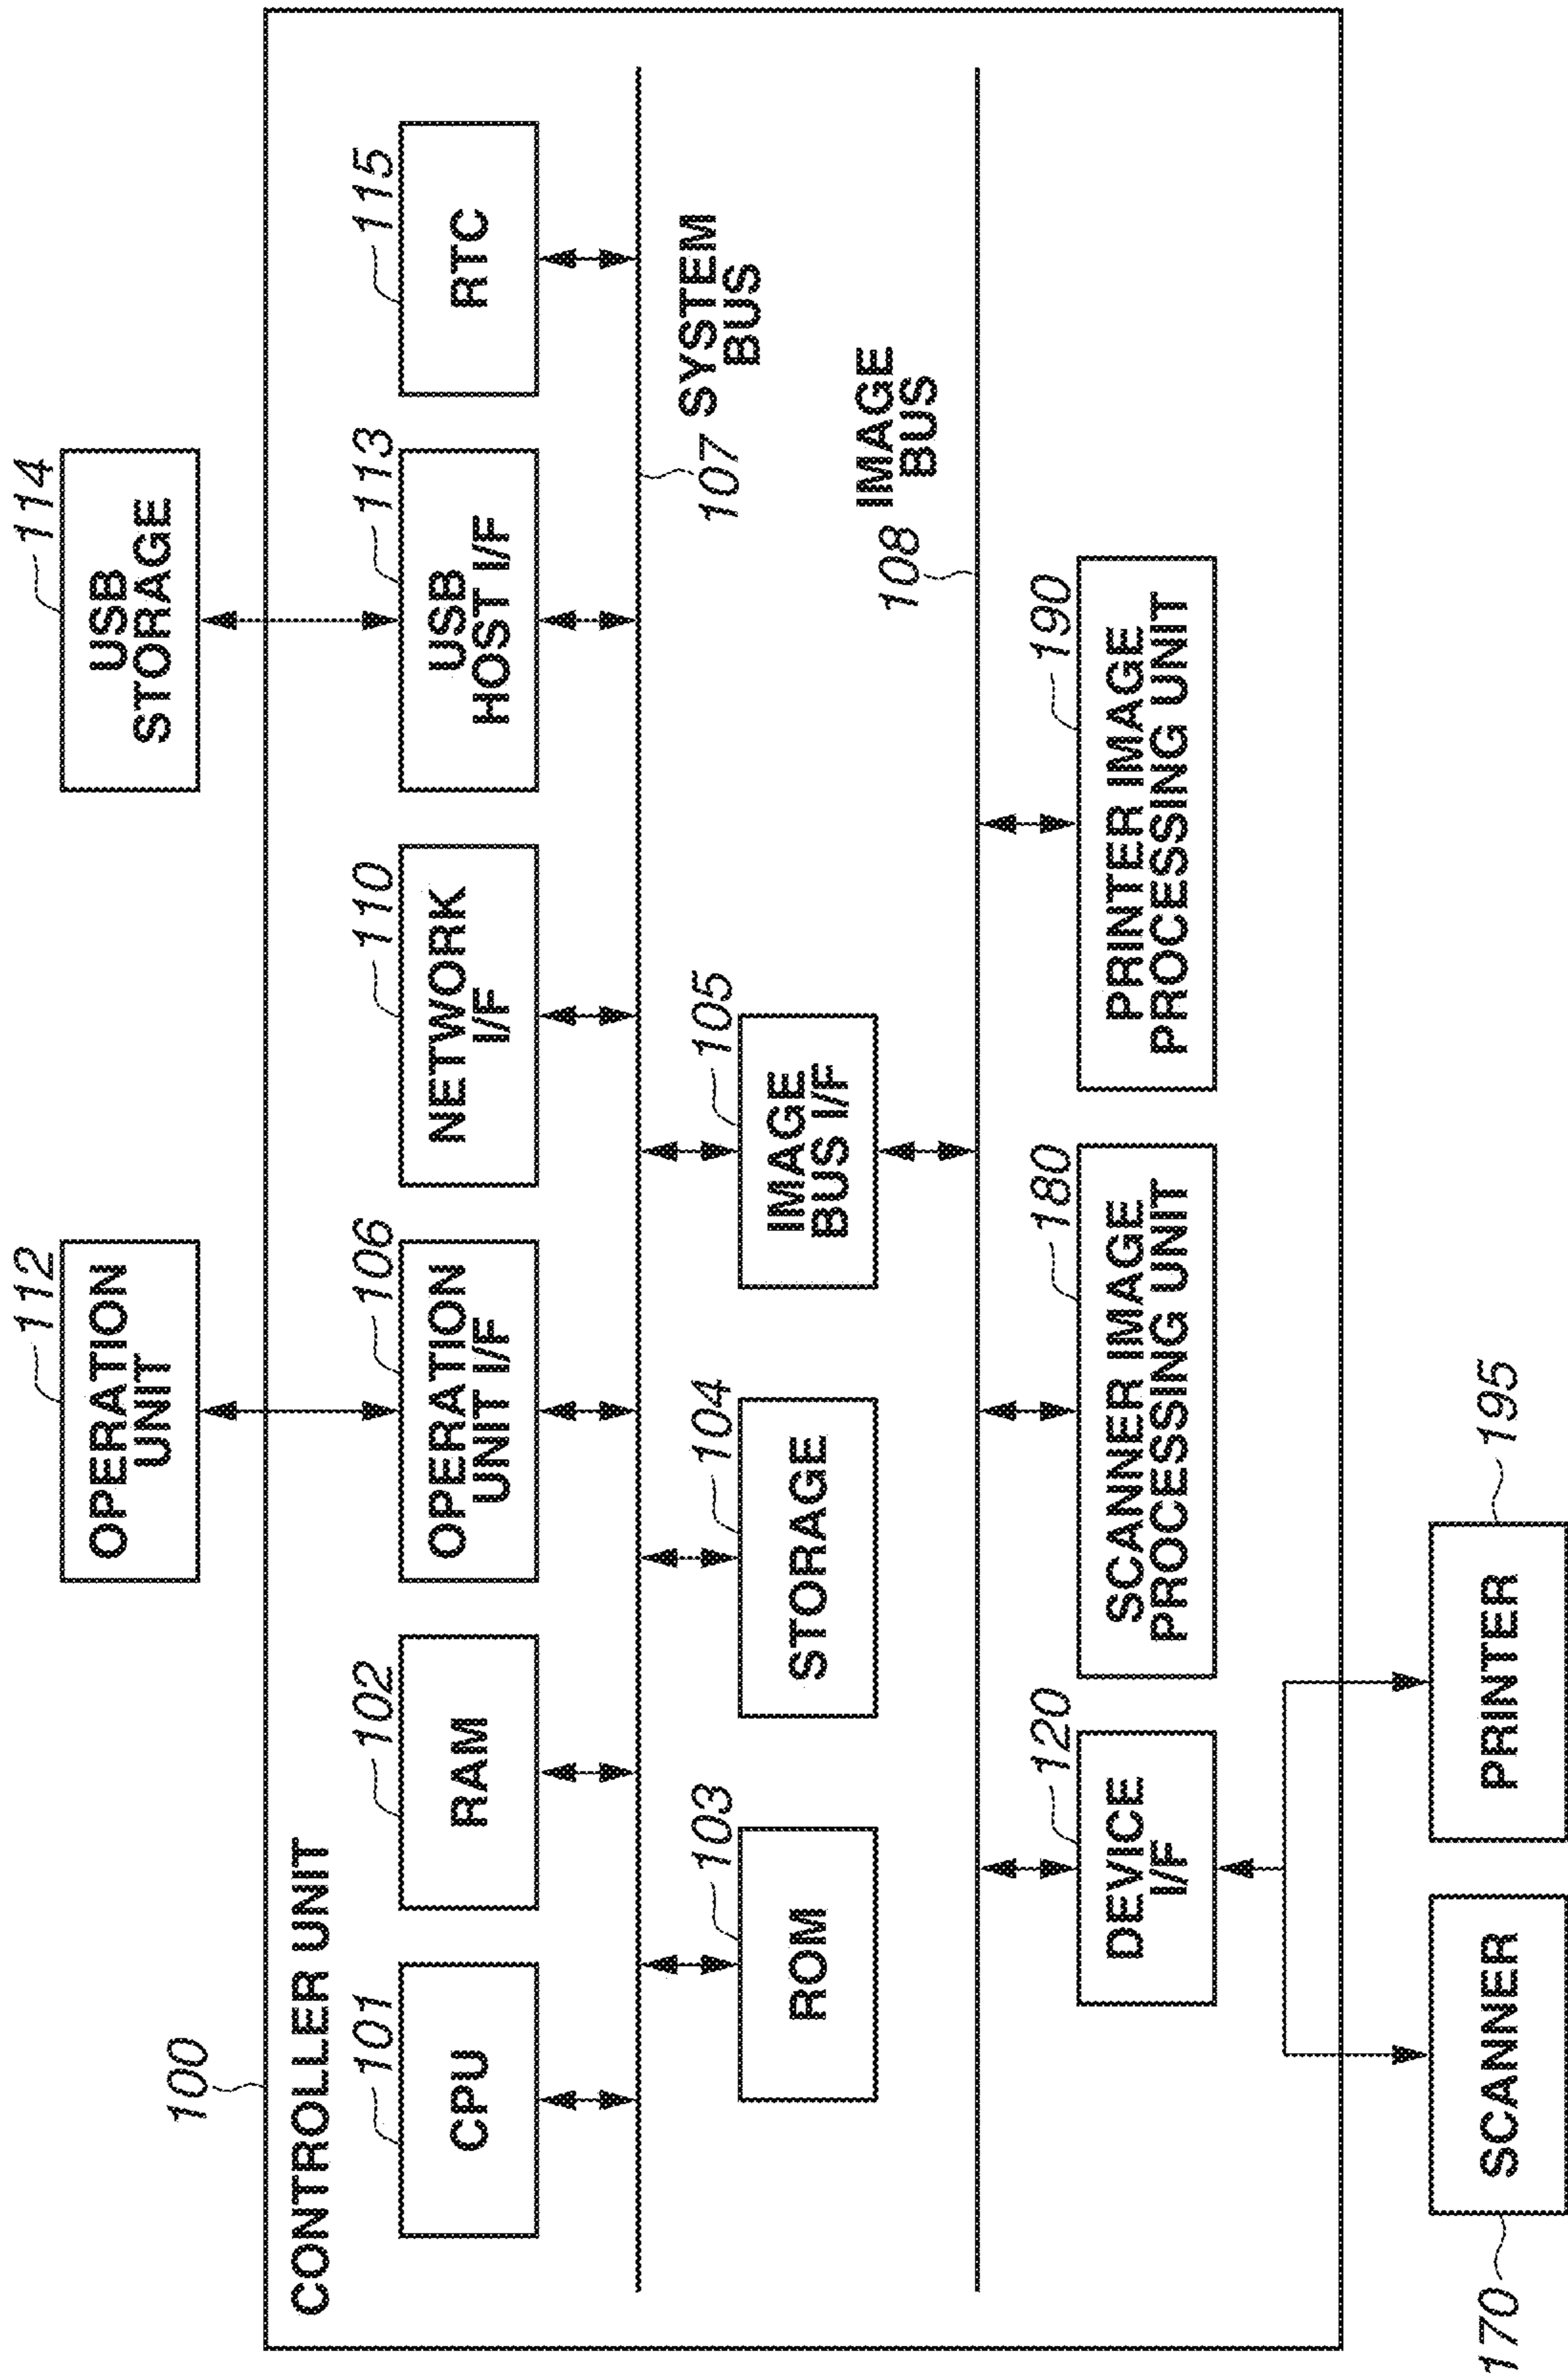 112
OPERATION
UNIT
114
USB
STORAGE
100
CONTROLLER UNIT
101
CPU
102
RAM
106
OPERATION
UNIT I/F
110
NETWORK
I/F
113
USB
HOST I/F
115
RTC
107
SYSTEM
BUS
103
ROM
104
STORAGE
105
IMAGE
BUS I/F
108
IMAGE
BUS
120
DEVICE
I/F
180
SCANNER IMAGE
PROCESSING UNIT
190
PRINTER IMAGE
PROCESSING UNIT
170
SCANNER
PRINTER
195